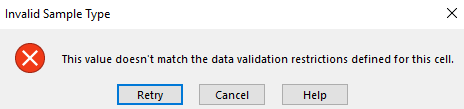 Invalid Sample Type
This value doesn't match the data validation restrictions defined for this cell.
Retry Cancel Help